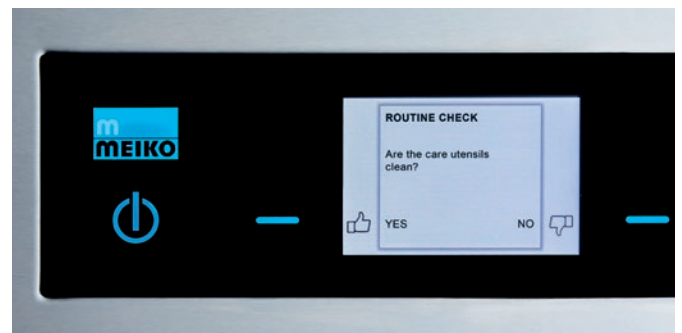 m
MEIKO
ROUTINE CHECK
Are the care utensils
clean?
YES NO